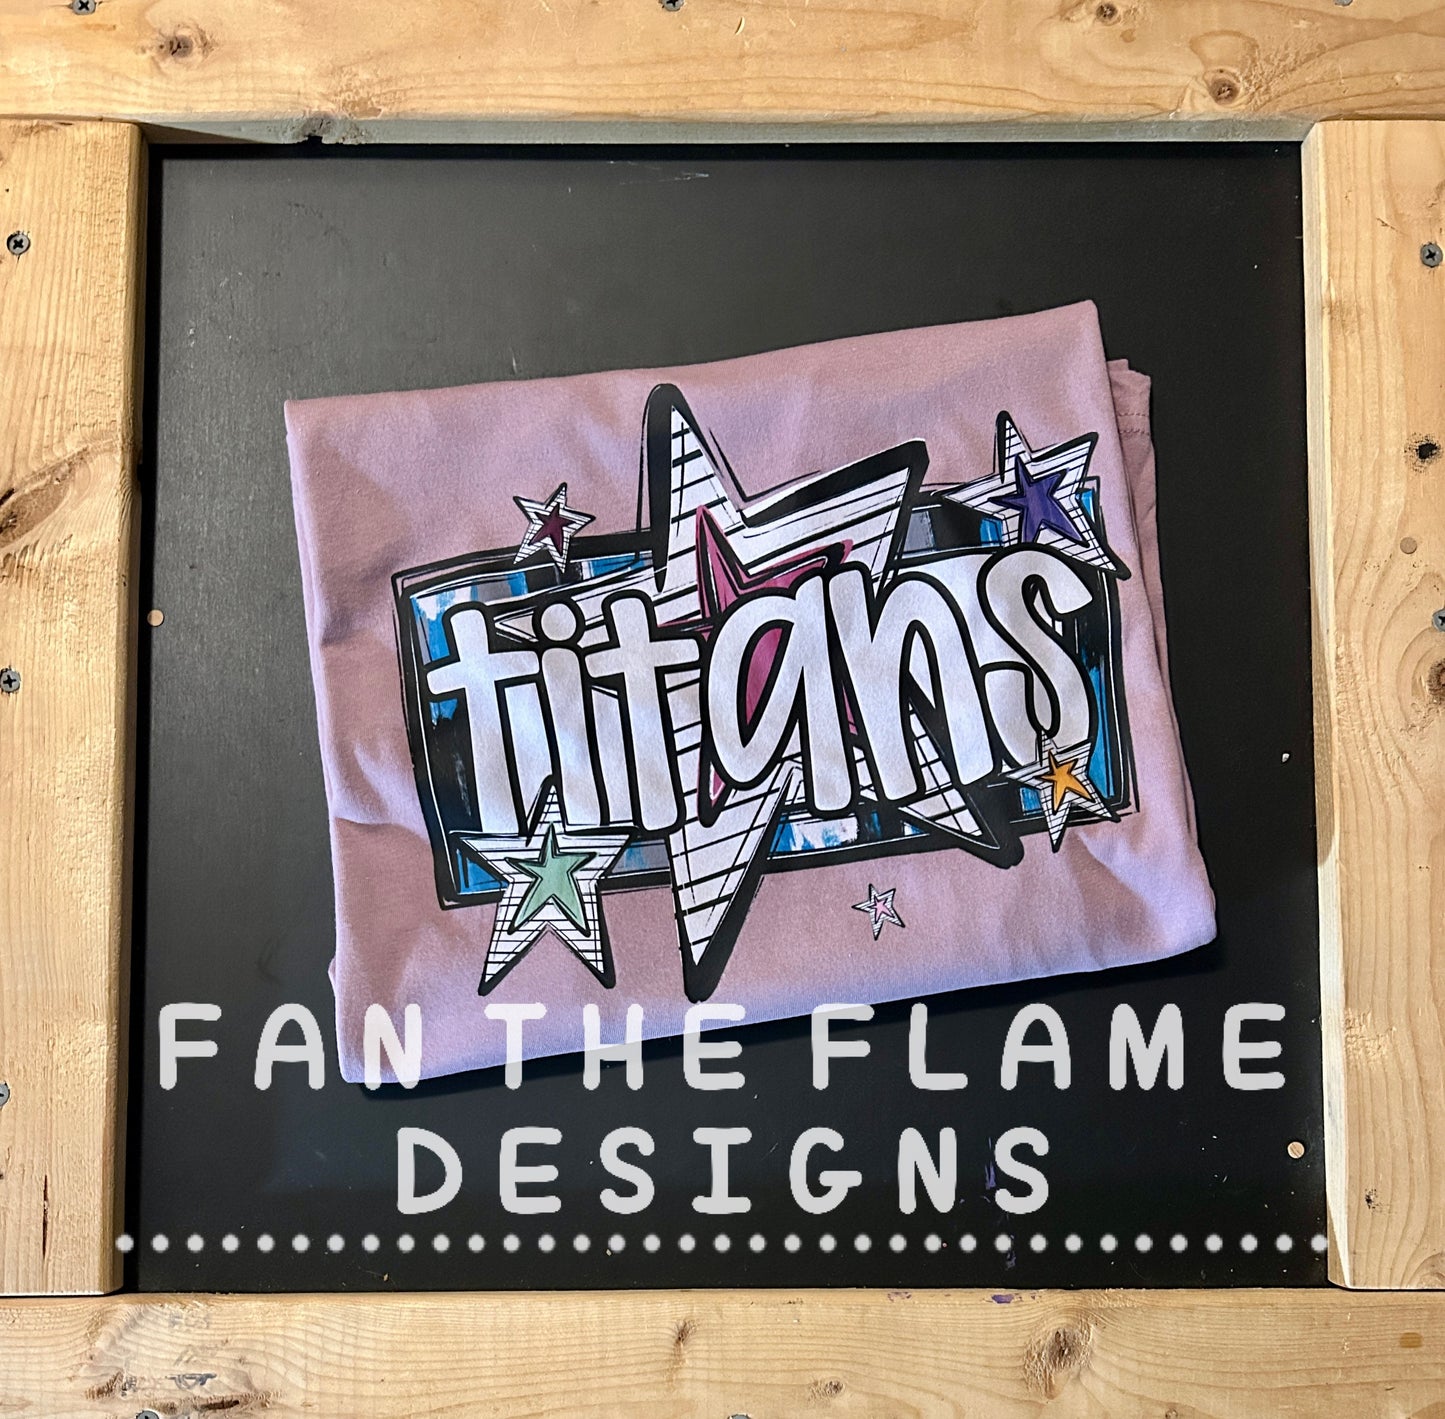 titans
FAN THE FLAME
DESIGNS